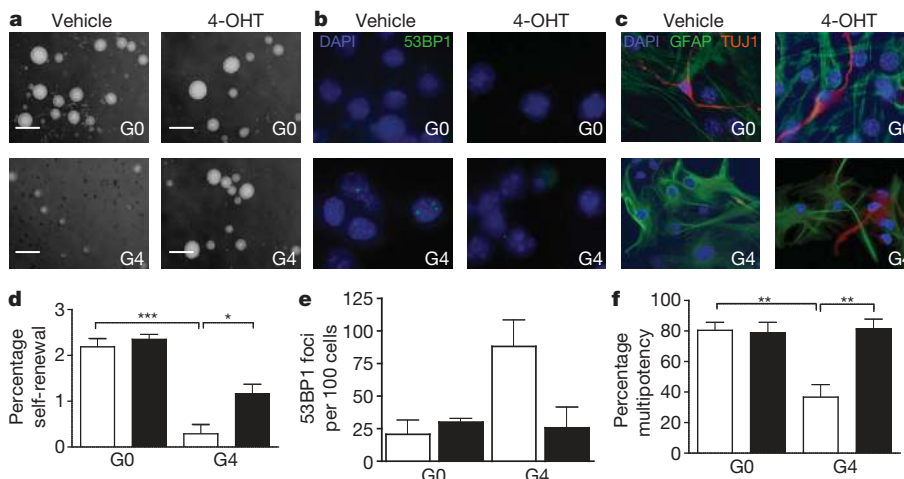 a Vehicle 4-OHT
G0 G0
G4 G4
b Vehicle 4-OHT
DAPI 53BP1
G0 G0
G4 G4
c Vehicle 4-OHT
DAPI GFAP TUJ1
G0 G0
G4 G4
d
Percentage
self-renewal
3
2
1
0
***
*
G0 G4
e
53BP1 foci
per 100 cells
125
100
75
50
25
0
G0 G4
f
Percentage
multipotency
100
80
60
40
20
0
**
**
G0 G4